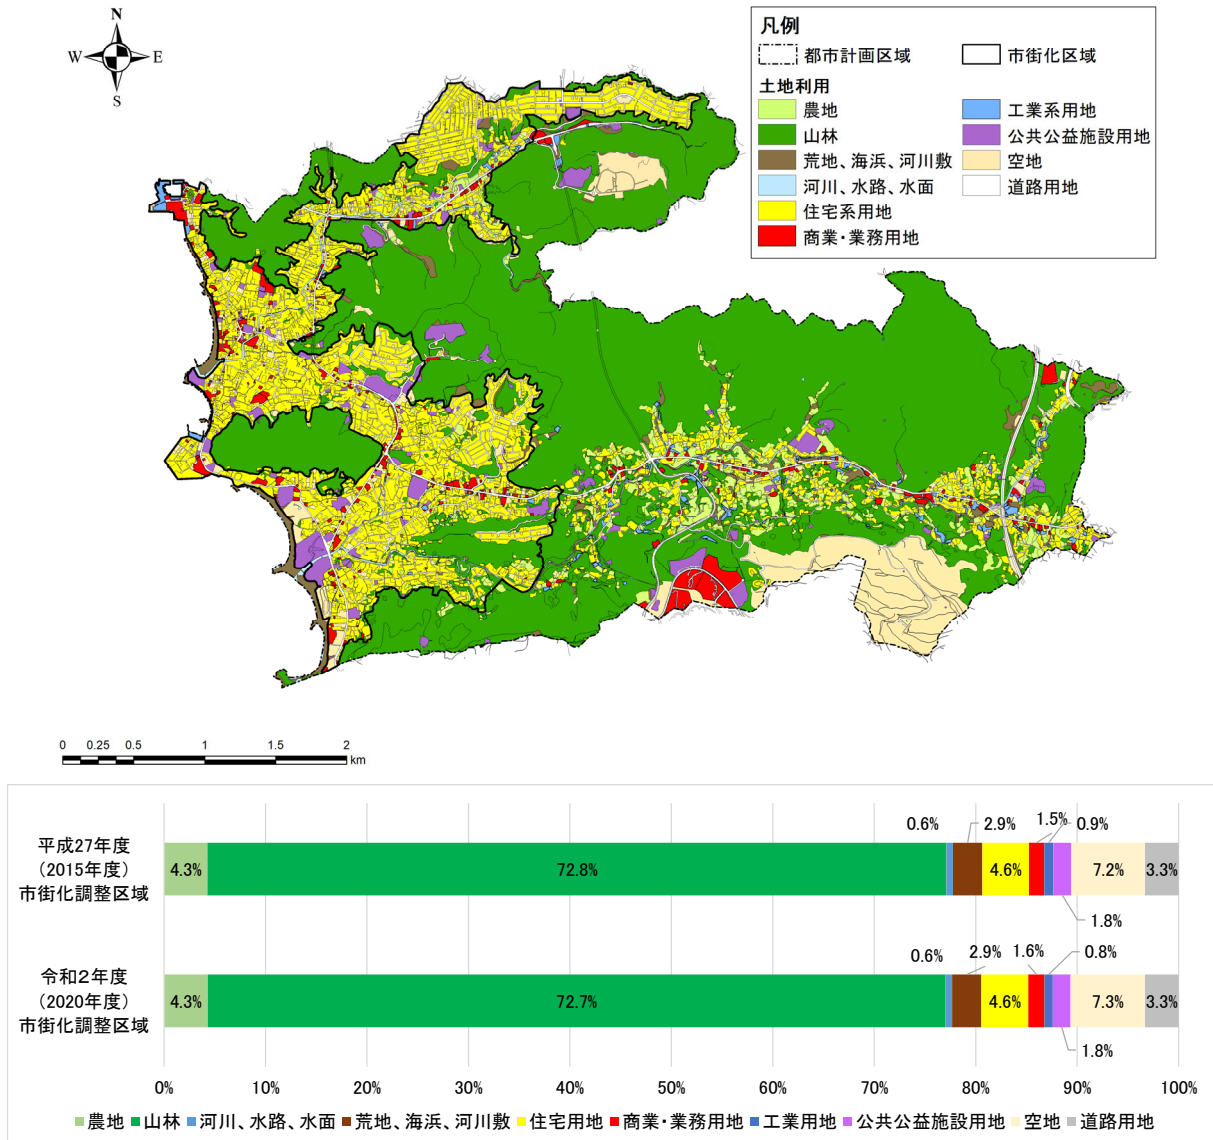 N
W
E
S
凡例
都市計画区域
市街化区域
土地利用
農地
山林
荒地、海浜、河川敷
河川、水路、水面
住宅系用地
商業・業務用地
工業系用地
公共公益施設用地
空地
道路用地
0 0.25 0.5 1 1.5 2
km
平成27年度
(2015年度)
市街化調整区域
4.3%
72.8%
0.6%
2.9%
4.6%
1.5%
0.9%
1.8%
7.2%
3.3%
令和2年度
(2020年度)
市街化調整区域
4.3%
72.7%
0.6%
2.9%
4.6%
1.6%
0.8%
1.8%
7.3%
3.3%
0% 10% 20% 30% 40% 50% 60% 70% 80% 90% 100%
農地 山林 河川、水路、水面 荒地、海浜、河川敷 住宅用地 商業・業務用地 工業用地 公共公益施設用地 空地 道路用地